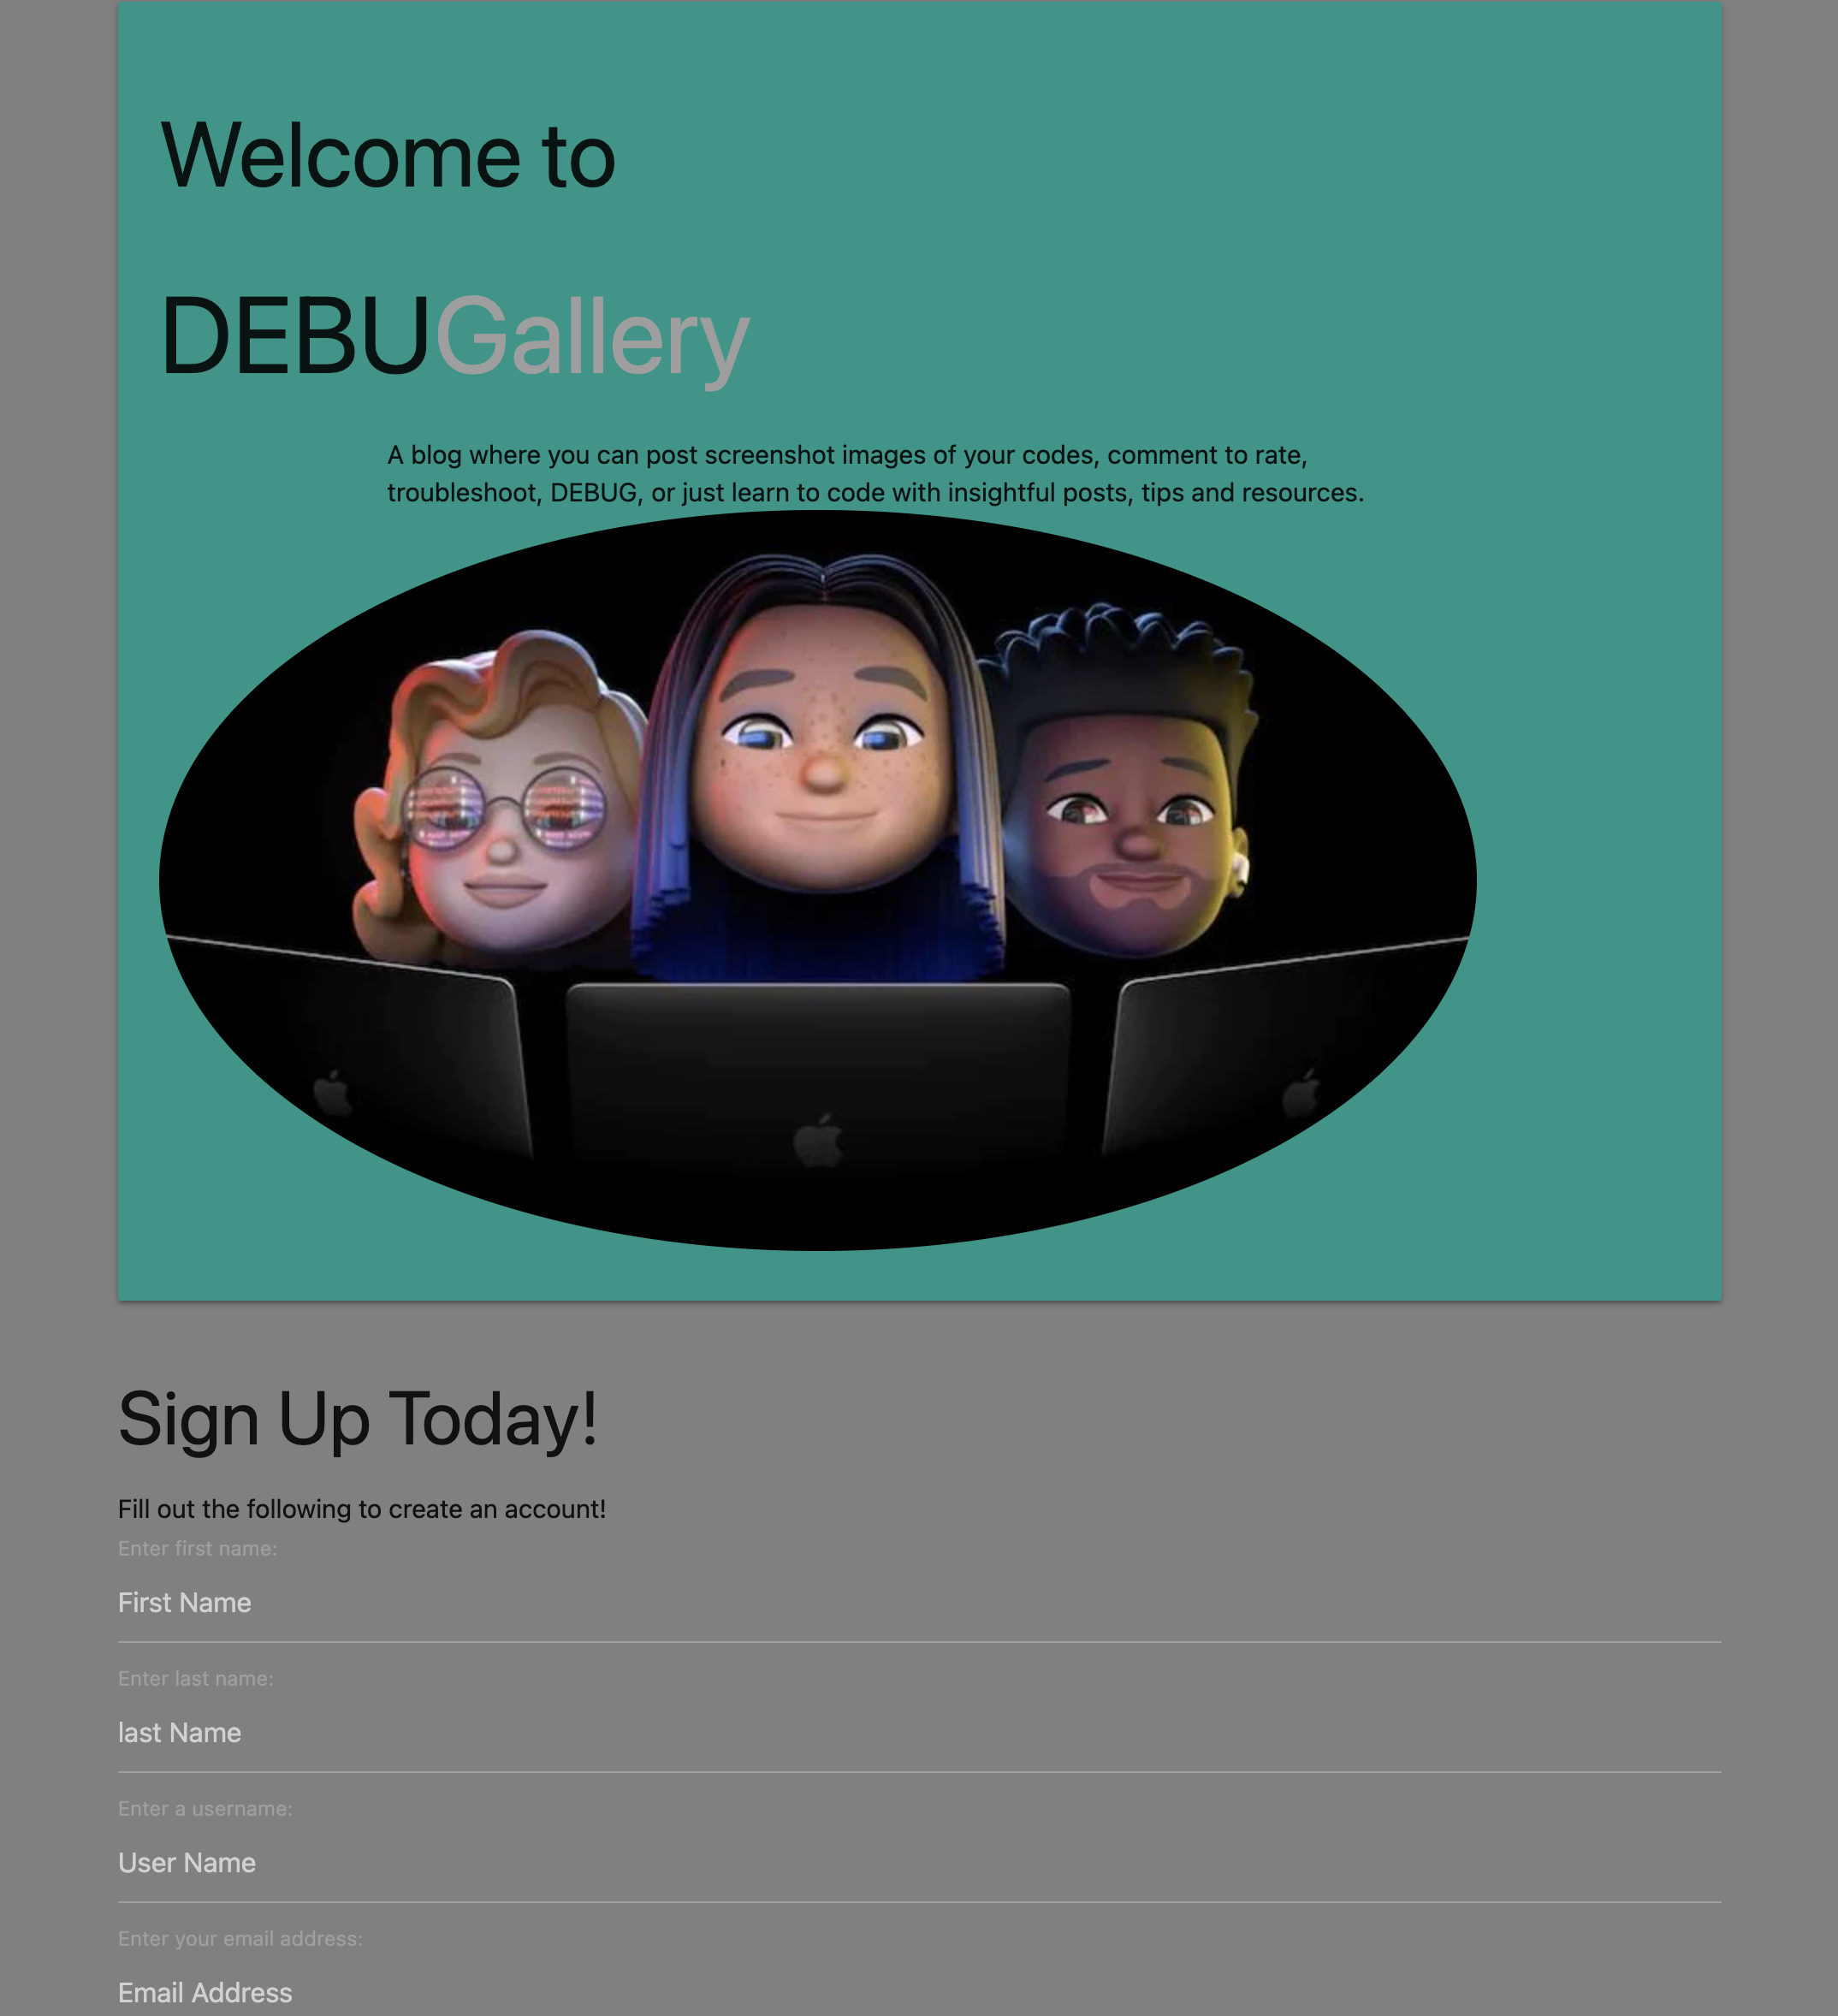 Welcome to
DEBUGallery
A blog where you can post screenshot images of your codes, comment to rate,
troubleshoot, DEBUG, or just learn to code with insightful posts, tips and resources.
Sign Up Today!
Fill out the following to create an account!
Enter first name:
First Name
Enter last name:
last Name
Enter a username:
User Name
Enter your email address:
Email Address